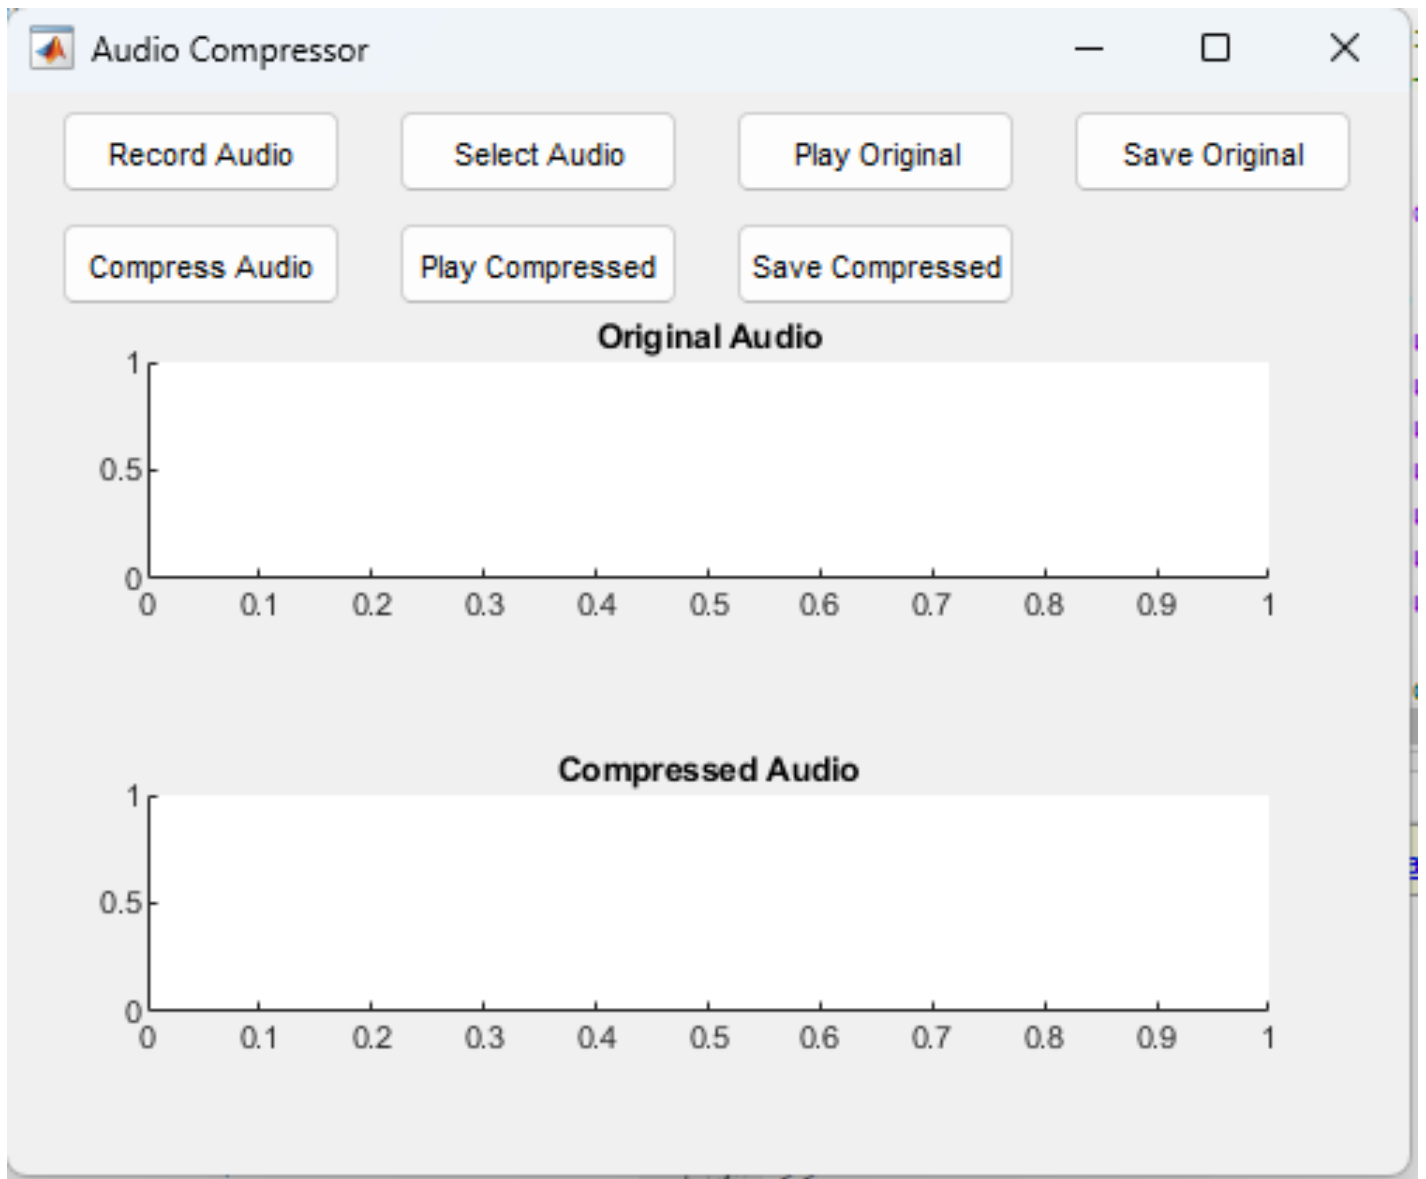 Audio Compressor
Record Audio Select Audio Play Original Save Original
Compress Audio Play Compressed Save Compressed
Original Audio
1
0.5
0
0 0.1 0.2 0.3 0.4 0.5 0.6 0.7 0.8 0.9 1
Compressed Audio
1
0.5
0
0 0.1 0.2 0.3 0.4 0.5 0.6 0.7 0.8 0.9 1